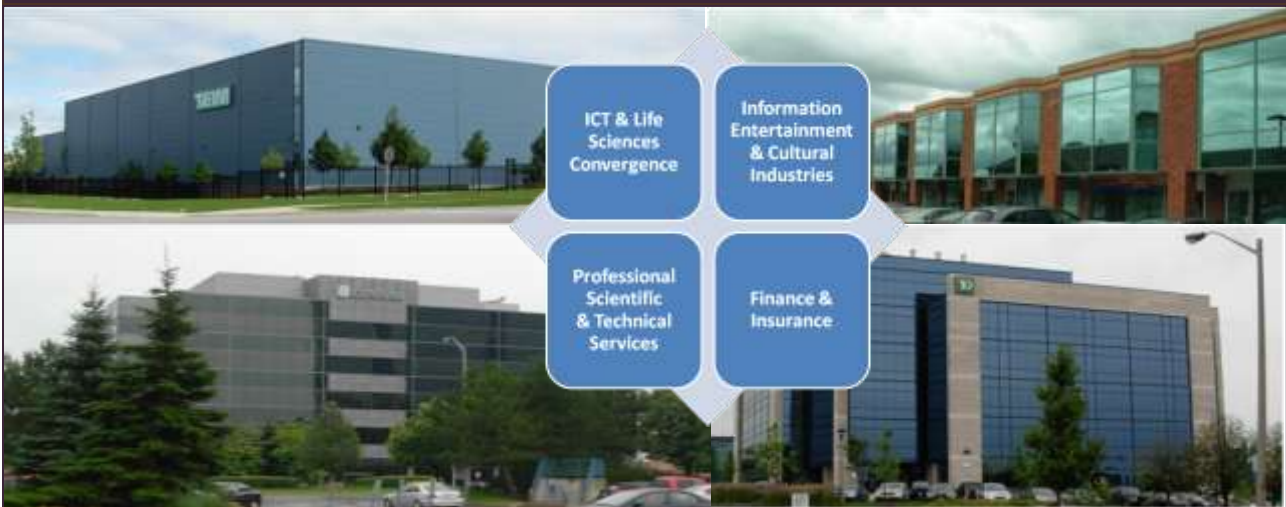 ICT & Life
Sciences
Convergence
Information
Entertainment
& Cultural
Industries
Professional
Scientific
& Technical
Services
Finance &
Insurance
TD